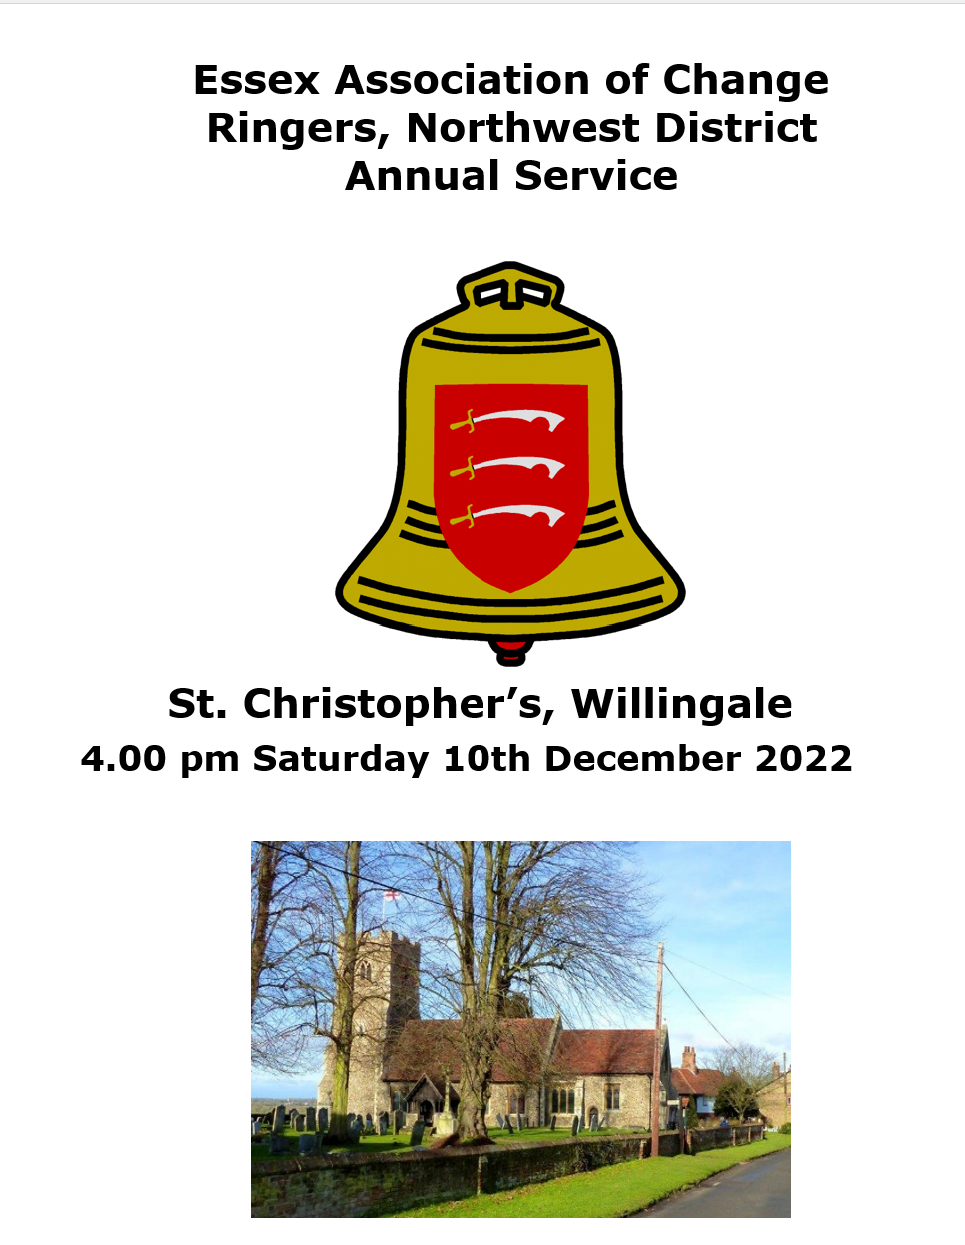 Essex Association of Change
Ringers, Northwest District
Annual Service
St. Christopher’s, Willingale
4.00 pm Saturday 10th December 2022